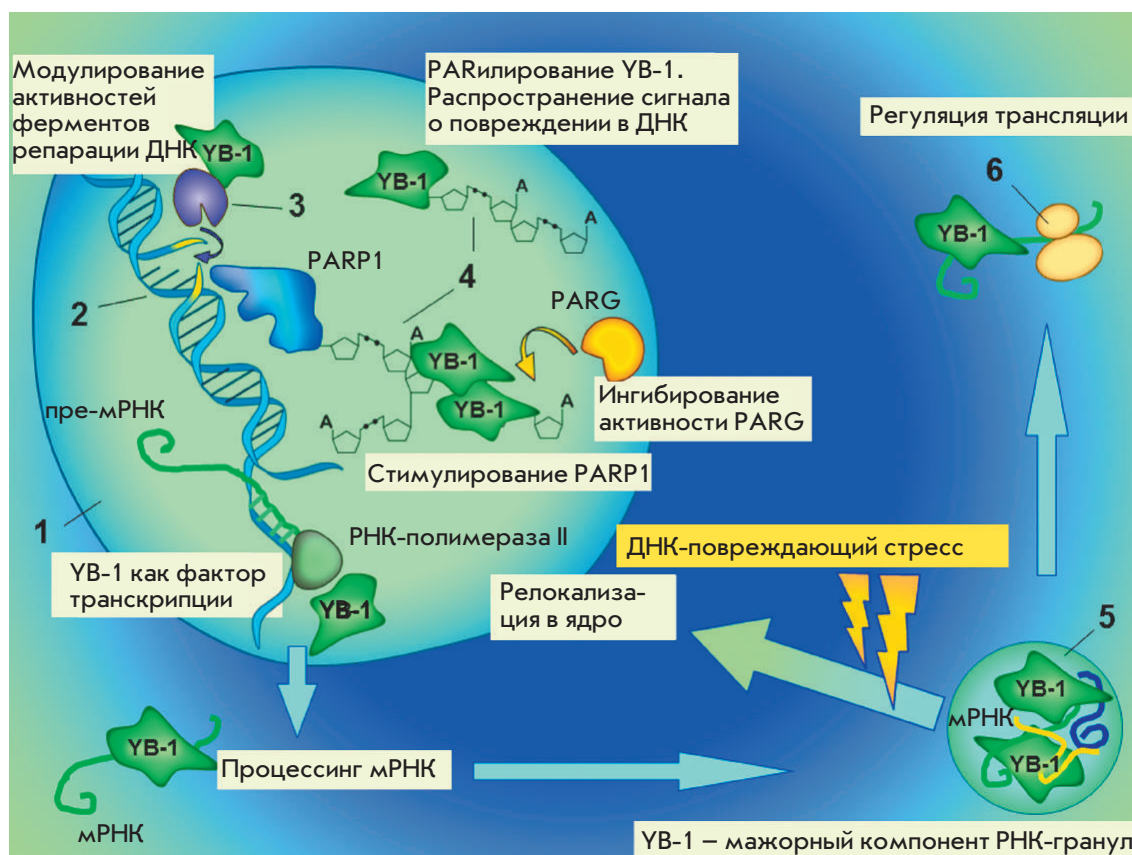 Модулирование
активностей
ферментов
репарации ДНК
YB-1
3
PARилирование YB-1.
Распространение сигнала
о повреждении в ДНК
YB-1
A
A
4
Регуляция трансляции
6
YB-1
2
PARP1
PARG
A
YB-1
YB-1
A
A
Ингибирование
активности PARG
Стимулирование PARP1
пре-мРНК
1
РНК-полимераза II
YB-1 как фактор
транскрипции
YB-1
ДНК-повреждающий стресс
Релокализа-
ция в ядро
5
YB-1
мРНК
YB-1
YB-1
Процессинг мРНК
мРНК
YB-1 – мажорный компонент РНК-гранул